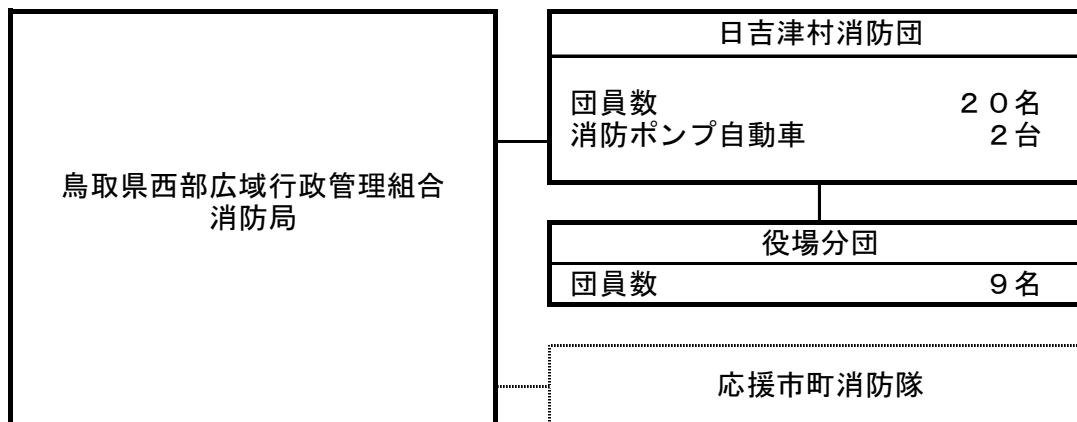 鳥取県西部広域行政管理組合
消防局
日吉津村消防団
団員数 ２０名
消防ポンプ自動車 ２台
役場分団
団員数 ９名
応援市町消防隊